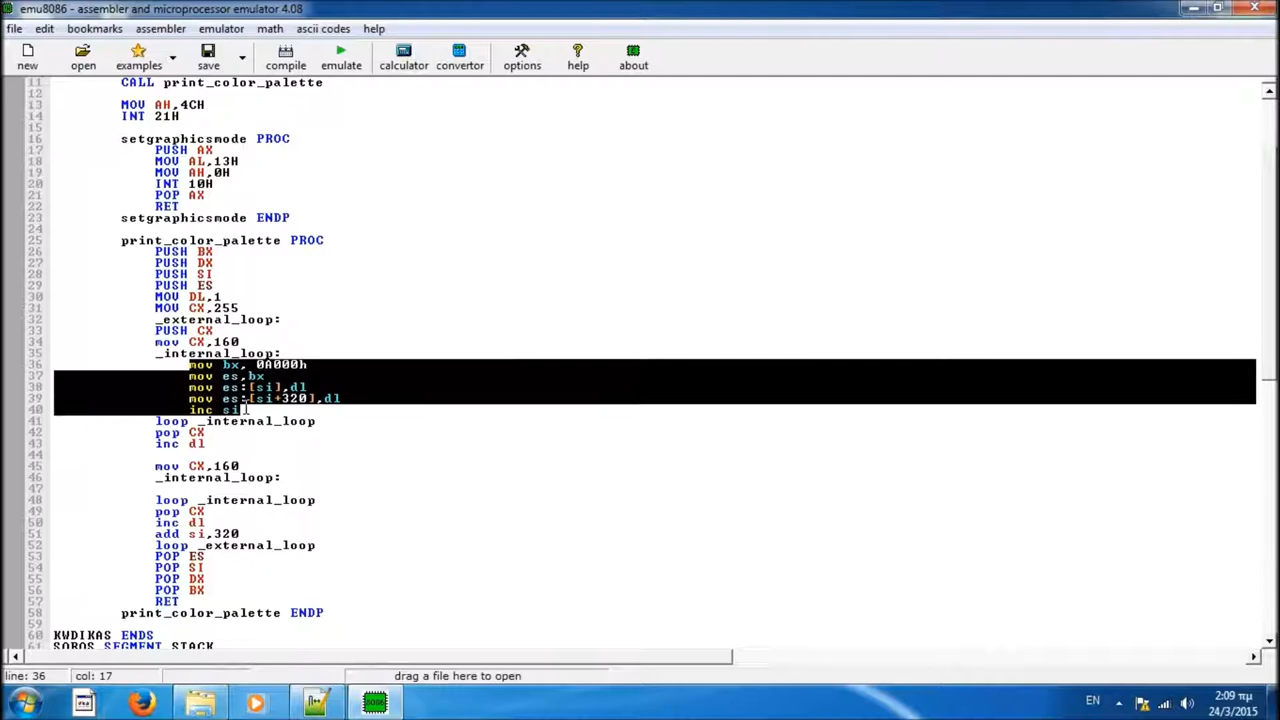 emu8086 - assembler and microprocessor emulator 4.08
file edit bookmarks assembler emulator math ascii codes help
new open examples save compile emulate calculator convertor options help about
11 CALL print_color_palette
12
13 MOV AH,4CH
14 INT 21H
15
16 setgraphicsmode PROC
17 PUSH AX
18 MOV AL,13H
19 MOV AH,0H
20 INT 10H
21 POP AX
22 RET
23 setgraphicsmode ENDP
24
25 print_color_palette PROC
26 PUSH BX
27 PUSH DX
28 PUSH SI
29 PUSH ES
30 MOV DL,1
31 MOV CX,255
32 _external_loop:
33 PUSH CX
34 mov CX,160
35 _internal_loop:
36 mov bx, 0A000h
37 mov es,bx
38 mov es:[si],dl
39 mov es:[si+320],dl
40 inc si
41 loop _internal_loop
42 pop CX
43 inc dl
44
45 mov CX,160
46 _internal_loop:
47
48 loop _internal_loop
49 pop CX
50 inc dl
51 add si,320
52 loop _external_loop
53 POP ES
54 POP SI
55 POP DX
56 POP BX
57 RET
58 print_color_palette ENDP
59
60 KWDIKAS ENDS
61 SOROS SEGMENT STACK
line: 36 col: 17 drag a file here to open
EN 2:09 πμ
24/3/2015